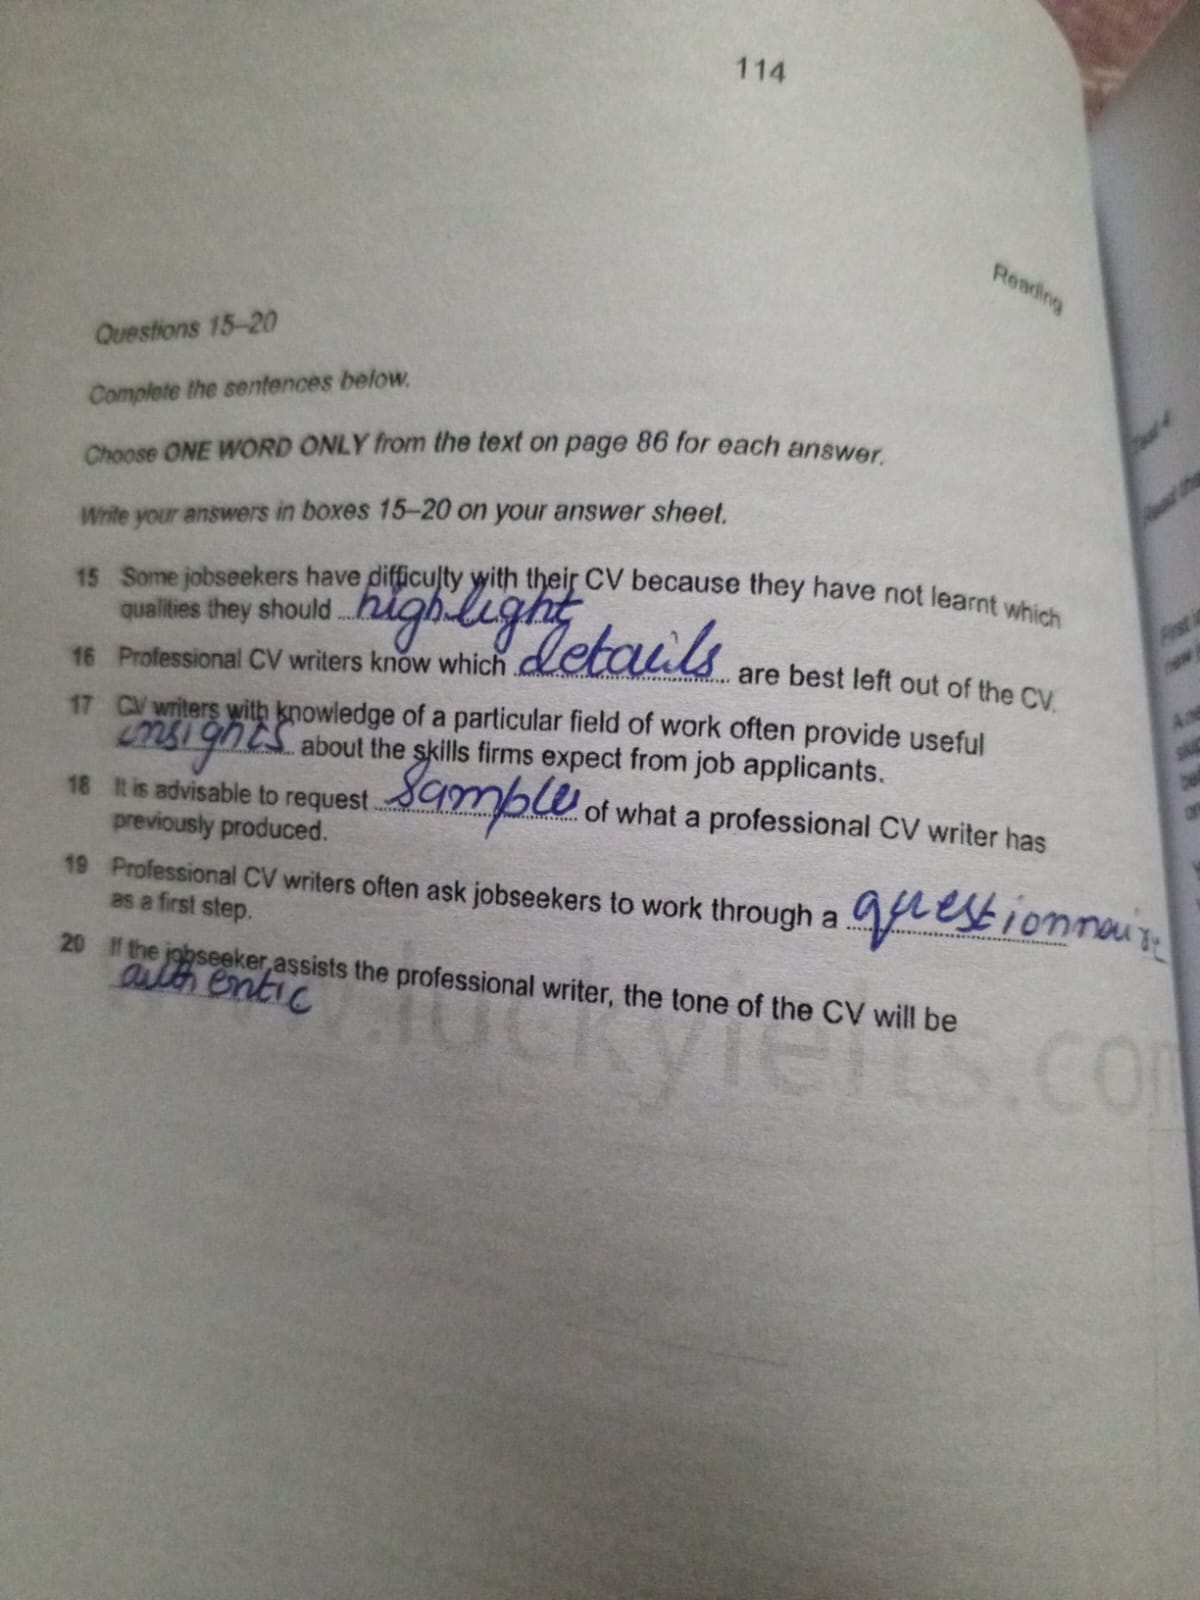 114
Reading
Questions 15–20
Complete the sentences below.
Choose ONE WORD ONLY from the text on page 86 for each answer.
Write your answers in boxes 15–20 on your answer sheet.
15 Some jobseekers have difficulty with their CV because they have not learnt which
qualities they should highlight
16 Professional CV writers know which details are best left out of the CV.
17 CV writers with knowledge of a particular field of work often provide useful
insights about the skills firms expect from job applicants.
18 It is advisable to request samples of what a professional CV writer has
previously produced.
19 Professional CV writers often ask jobseekers to work through a questionnaire
as a first step.
20 If the jobseeker assists the professional writer, the tone of the CV will be
authentic
w.luckyielts.com
Test 4
Read the